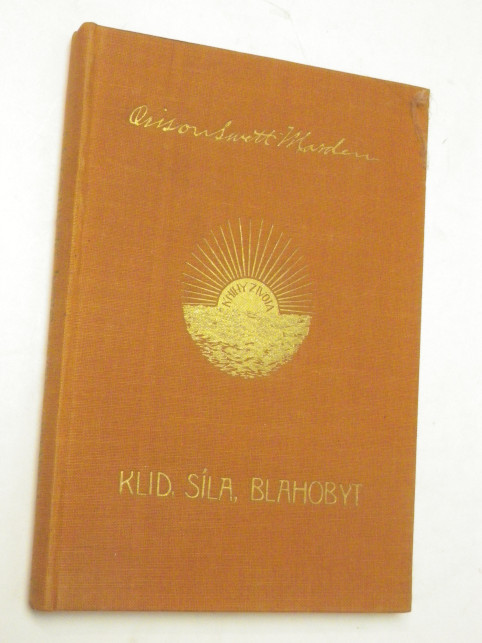 Orison Swett Marden
KNIHY ŽIVOTA
KLID, SÍLA, BLAHOBYT